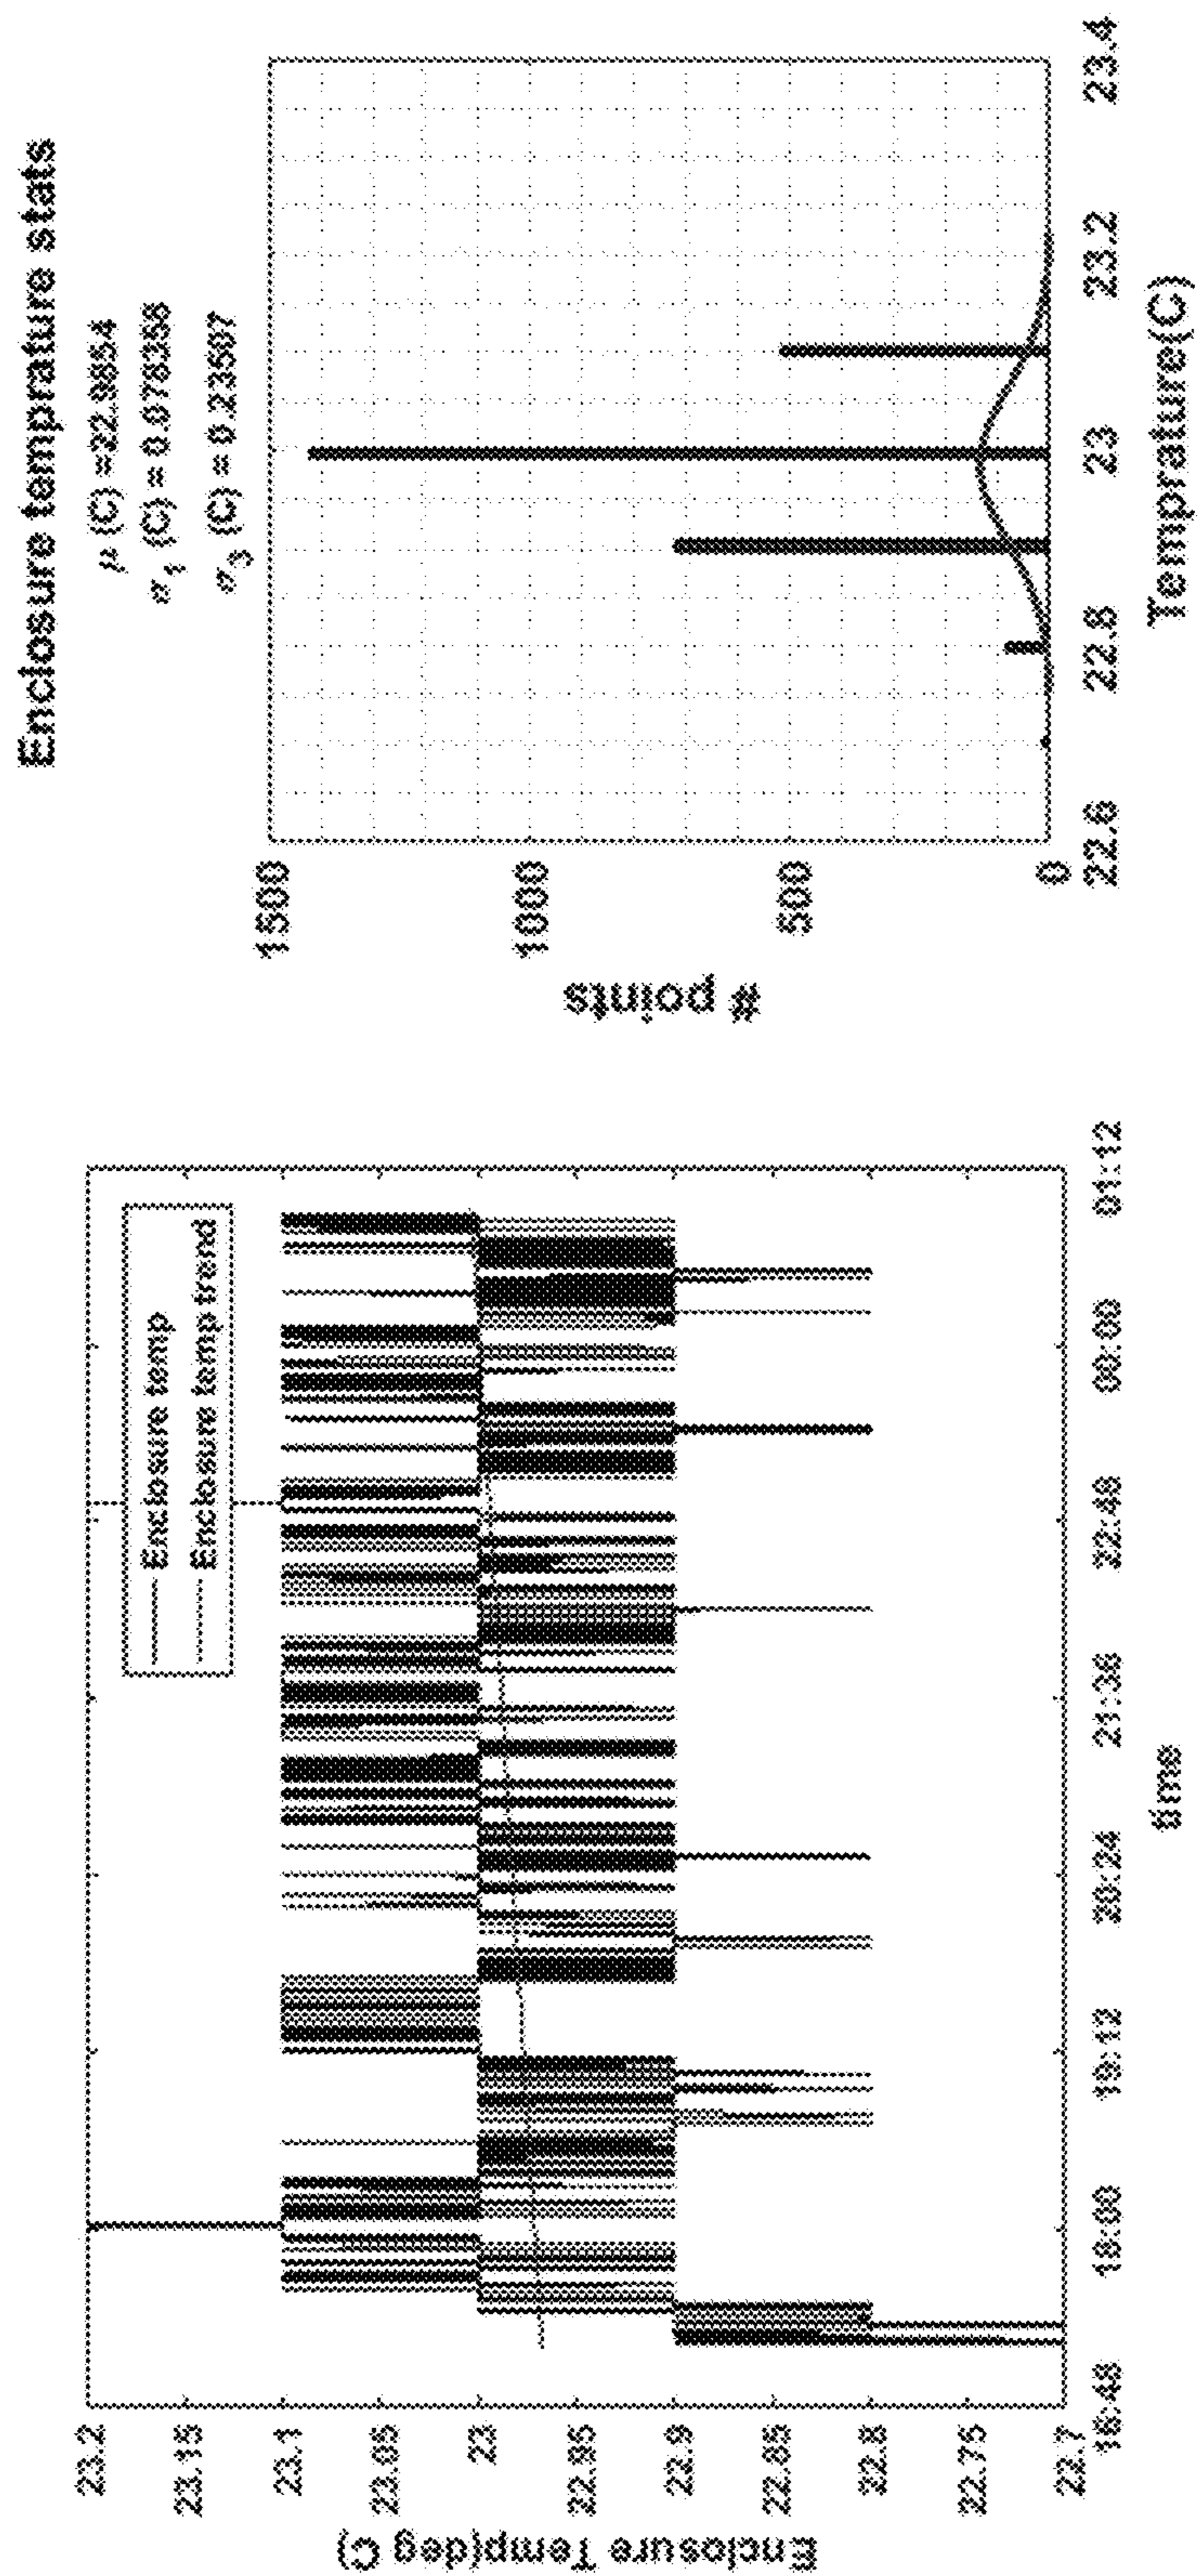 Enclosure Temp(deg C)
23.2
23.15
23.1
23.05
23
22.95
22.9
22.85
22.8
22.75
22.7
Enclosure temp
Enclosure temp trend
16:48
18:00
19:12
20:24
21:36
22:48
00:00
01:12
time
Enclosure temprature stats
μ (C) =22.9854
σ₁ (C) = 0.078356
σ₃ (C) = 0.23507
# points
1500
1000
500
0
22.6
22.8
23
23.2
23.4
Temprature(C)